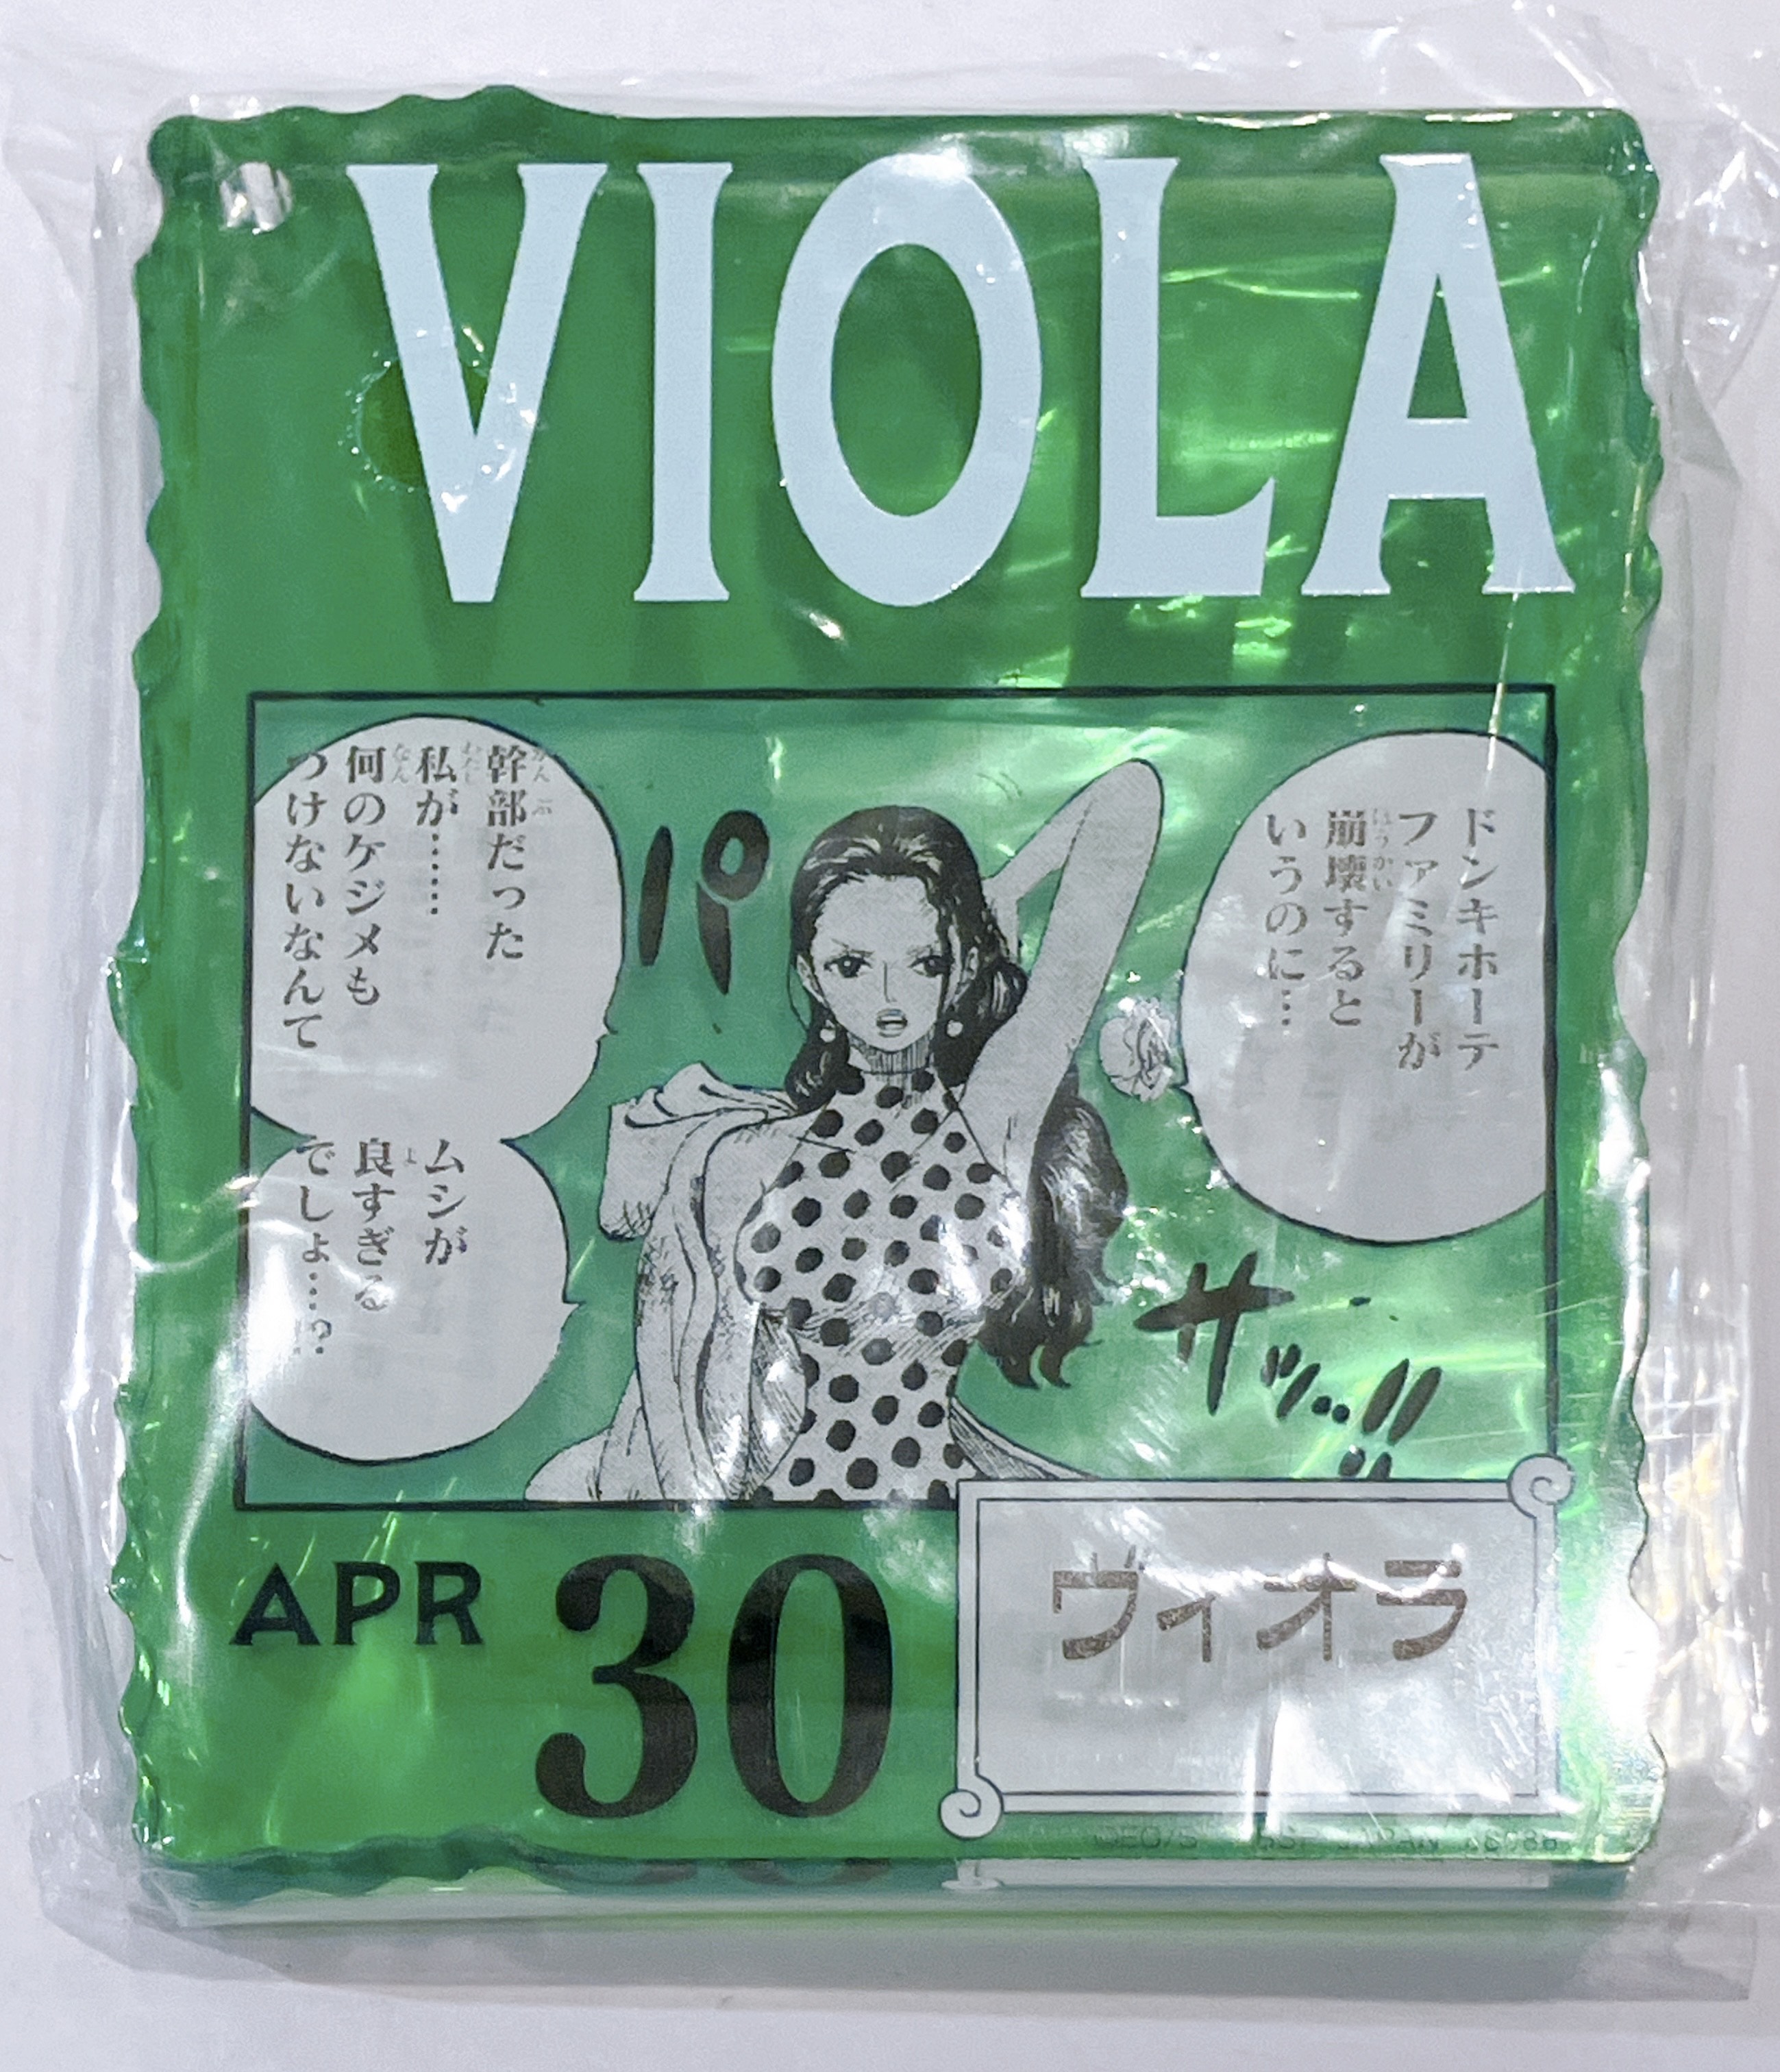 VIOLA
ドンキホーテ
ファミリーが
崩壊すると
いうのに…
幹部だった
私が……
何のケジメも
つけないなんて
ムシが
良すぎる
でしょ…!?
パ
サッ…!!
APR 30
ヴィオラ